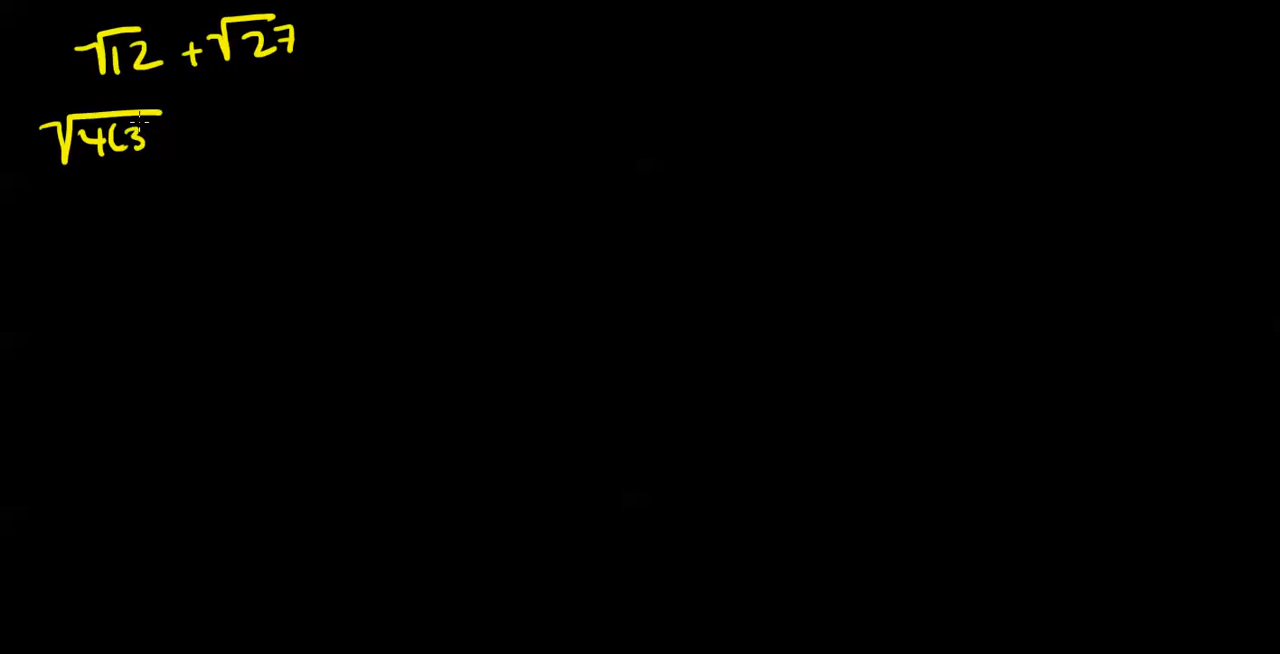 √12 + √27
√4(3